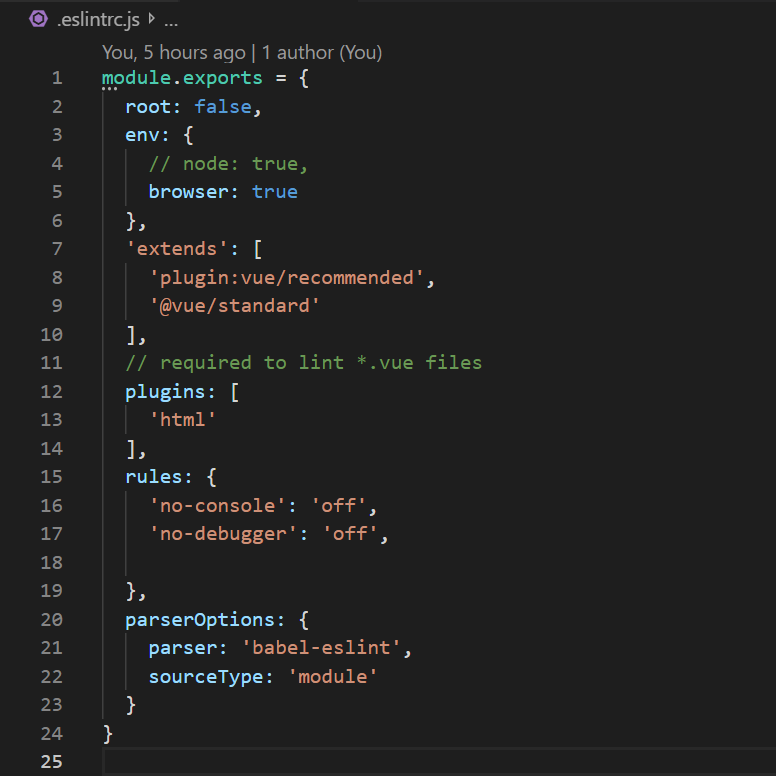 .eslintrc.js > ...
You, 5 hours ago | 1 author (You)
1 module.exports = {
2   root: false,
3   env: {
4     // node: true,
5     browser: true
6   },
7   'extends': [
8     'plugin:vue/recommended',
9     '@vue/standard'
10   ],
11   // required to lint *.vue files
12   plugins: [
13     'html'
14   ],
15   rules: {
16     'no-console': 'off',
17     'no-debugger': 'off',
18
19   },
20   parserOptions: {
21     parser: 'babel-eslint',
22     sourceType: 'module'
23   }
24 }
25